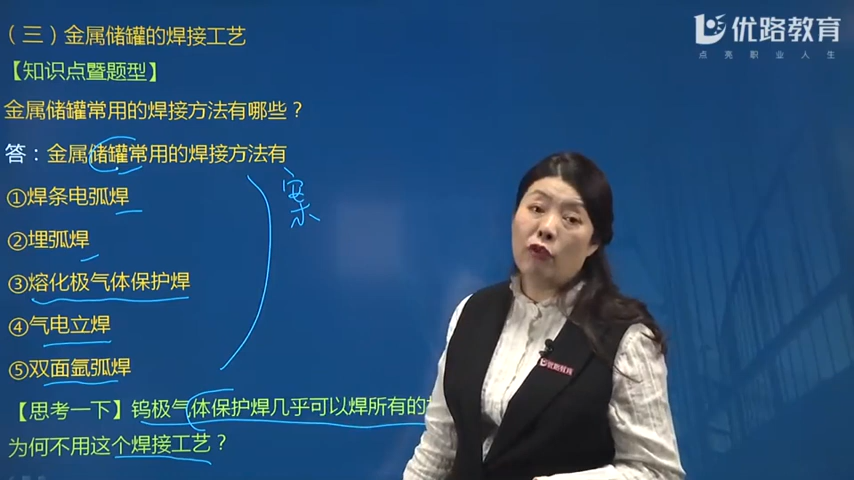 （三）金属储罐的焊接工艺
优路教育
点亮职业人生
【知识点暨题型】
金属储罐常用的焊接方法有哪些？
答：金属储罐常用的焊接方法有
①焊条电弧焊
案
②埋弧焊
③熔化极气体保护焊
④气电立焊
⑤双面氩弧焊
优路教育
【思考一下】钨极气体保护焊几乎可以焊所有的
为何不用这个焊接工艺？